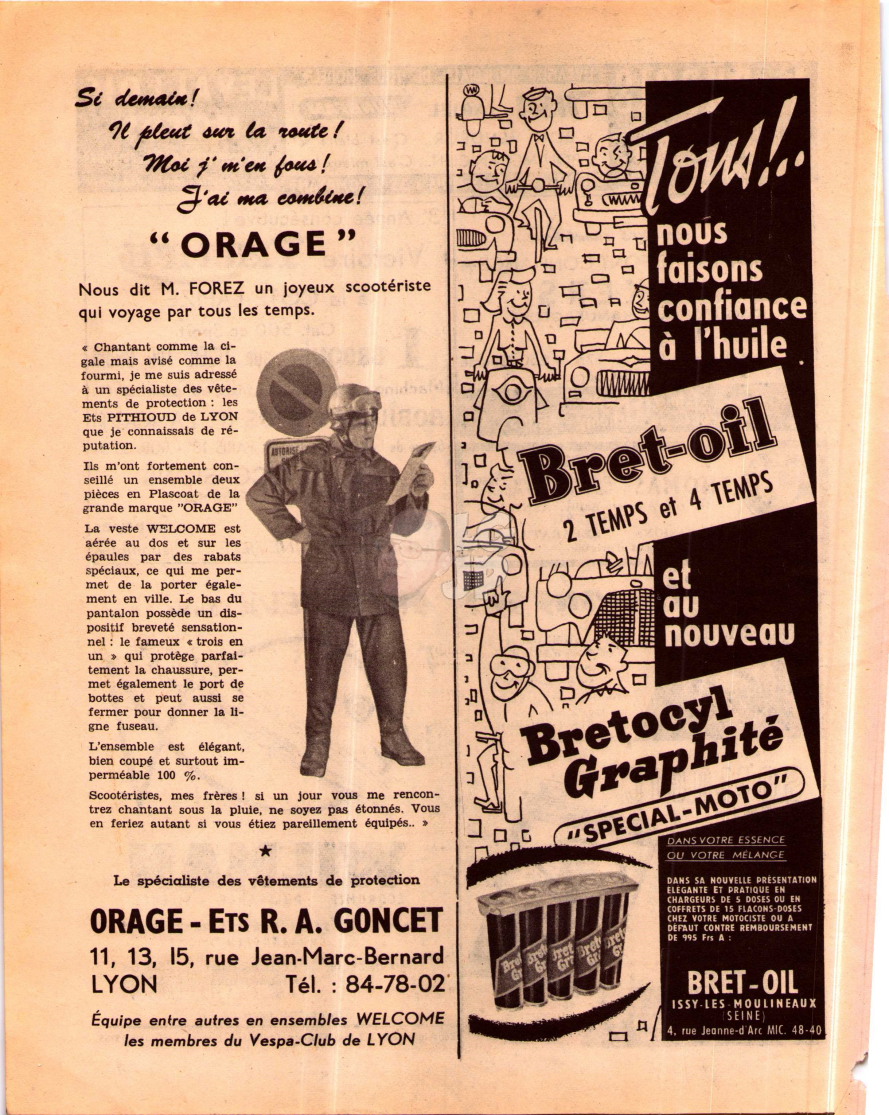 Si demain!
Il pleut sur la route!
Moi j'm'en fous!
J'ai ma combine!
“ ORAGE ”
Nous dit M. FOREZ un joyeux scootériste
qui voyage par tous les temps.
« Chantant comme la ci-
gale mais avisé comme la
fourmi, je me suis adressé
à un spécialiste des vête-
ments de protection : les
Ets PITHIOUD de LYON
que je connaissais de ré-
putation.
Ils m'ont fortement con-
seillé un ensemble deux
pièces en Plascoat de la
grande marque "ORAGE"
La veste WELCOME est
aérée au dos et sur les
épaules par des rabats
spéciaux, ce qui me per-
met de la porter égale-
ment en ville. Le bas du
pantalon possède un dis-
positif breveté sensation-
nel : le fameux « trois en
un » qui protège parfai-
tement la chaussure, per-
met également le port de
bottes et peut aussi se
fermer pour donner la li-
gne fuseau.
L'ensemble est élégant,
bien coupé et surtout im-
perméable 100 %.
Scootéristes, mes frères ! si un jour vous me rencon-
trez chantant sous la pluie, ne soyez pas étonnés. Vous
en feriez autant si vous étiez pareillement équipés.. »
AUTORISÉ
Le spécialiste des vêtements de protection
ORAGE - ETS R. A. GONCET
11, 13, 15, rue Jean-Marc-Bernard
LYON Tél. : 84-78-02
Équipe entre autres en ensembles WELCOME
les membres du Vespa-Club de LYON
Tous!..
nous
faisons
confiance
à l'huile
Bret-oil
2 TEMPS et 4 TEMPS
et
au
nouveau
Bretocyl
Graphité
"SPECIAL-MOTO"
DANS VOTRE ESSENCE
OU VOTRE MÉLANGE
DANS SA NOUVELLE PRÉSENTATION
ELEGANTE ET PRATIQUE EN
CHARGEURS DE 5 DOSES OU EN
COFFRETS DE 15 FLACONS-DOSES
CHEZ VOTRE MOTOCISTE OU A
DÉFAUT CONTRE REMBOURSEMENT
DE 995 Frs A :
BRET-OIL
ISSY-LES-MOULINEAUX
(SEINE)
4, rue Jeanne-d'Arc MIC. 48-40